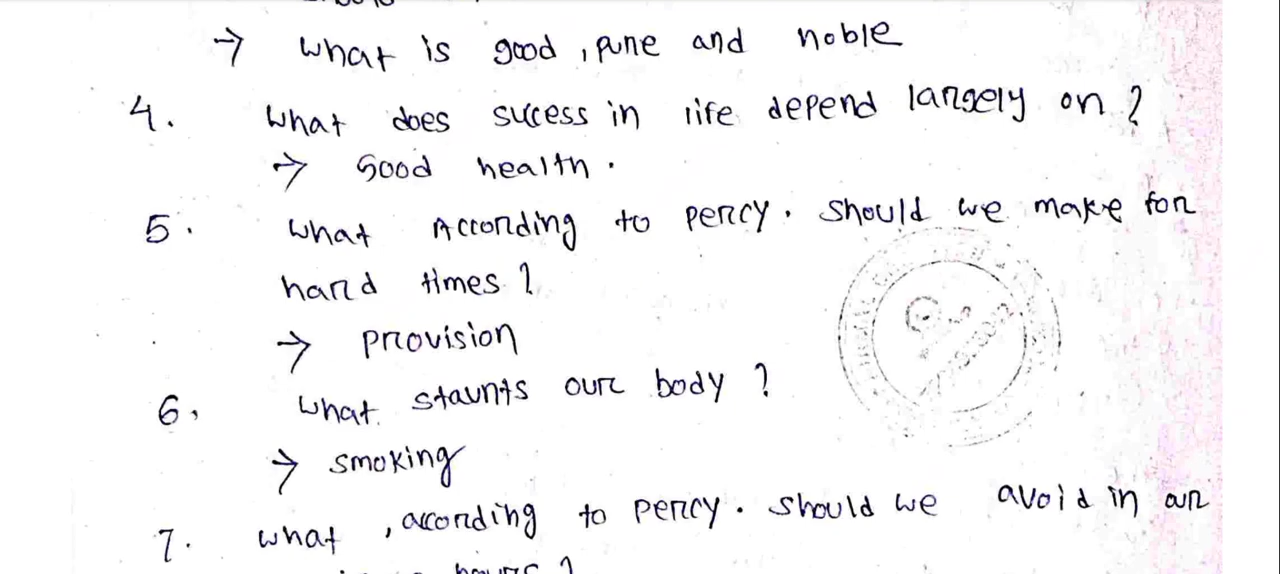 → what is good, pure and noble
4. What does sucess in life depend largely on?
→ Good health.
5. What According to percy. should we make for
hard times?
→ provision
6, What staunts our body?
→ smoking
7. what, according to percy. should we avoid in our
hours?